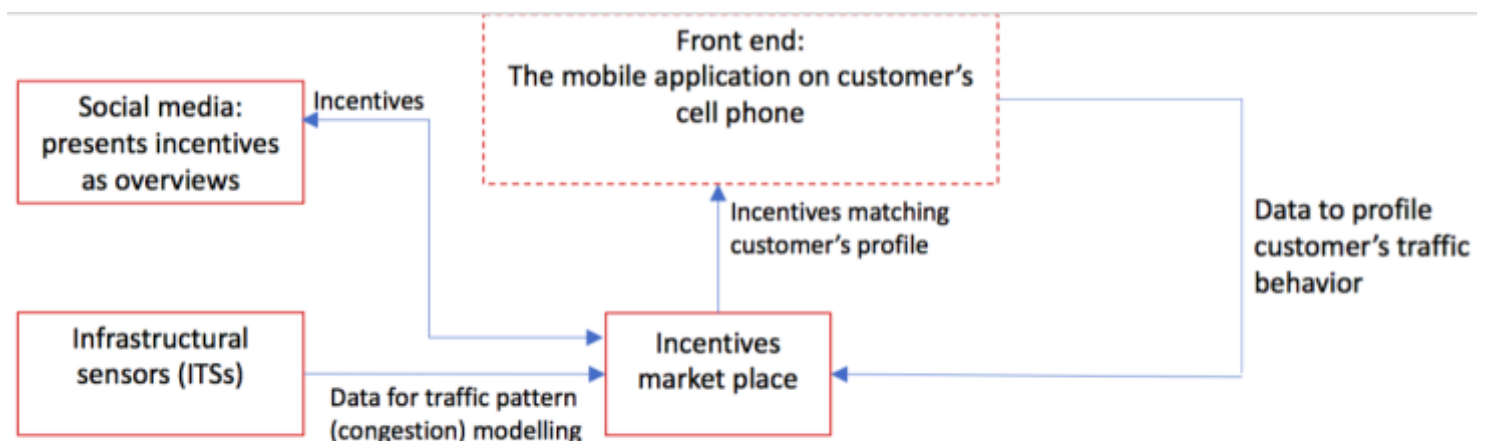 Front end:
The mobile application on customer's
cell phone
Social media:
presents incentives
as overviews
Incentives
Incentives matching
customer's profile
Data to profile
customer's traffic
behavior
Infrastructural
sensors (ITSs)
Data for traffic pattern
(congestion) modelling
Incentives
market place